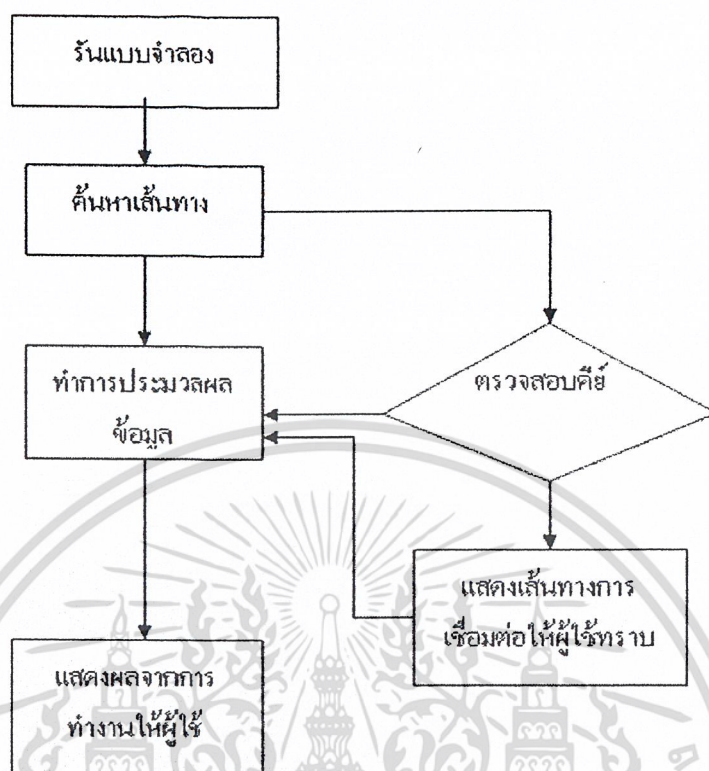 รันแบบจำลอง
ค้นหาเส้นทาง
ทำการประมวลผล
ข้อมูล
ตรวจสอบคีย์
แสดงเส้นทางการ
เชื่อมต่อให้ผู้ใช้ทราบ
แสดงผลจากการ
ทำงานให้ผู้ใช้